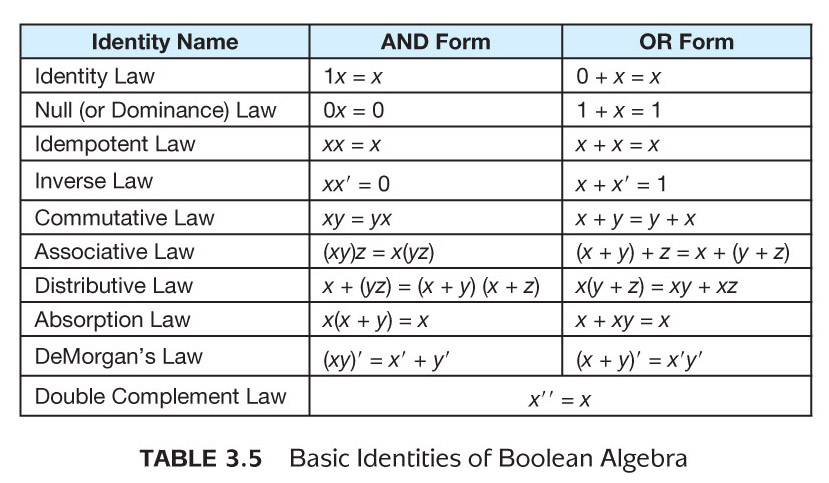 Identity Name AND Form OR Form
Identity Law 1x = x 0 + x = x
Null (or Dominance) Law 0x = 0 1 + x = 1
Idempotent Law xx = x x + x = x
Inverse Law xx′ = 0 x + x′ = 1
Commutative Law xy = yx x + y = y + x
Associative Law (xy)z = x(yz) (x + y) + z = x + (y + z)
Distributive Law x + (yz) = (x + y) (x + z) x(y + z) = xy + xz
Absorption Law x(x + y) = x x + xy = x
DeMorgan’s Law (xy)′ = x′ + y′ (x + y)′ = x′y′
Double Complement Law x′′ = x
TABLE 3.5 Basic Identities of Boolean Algebra